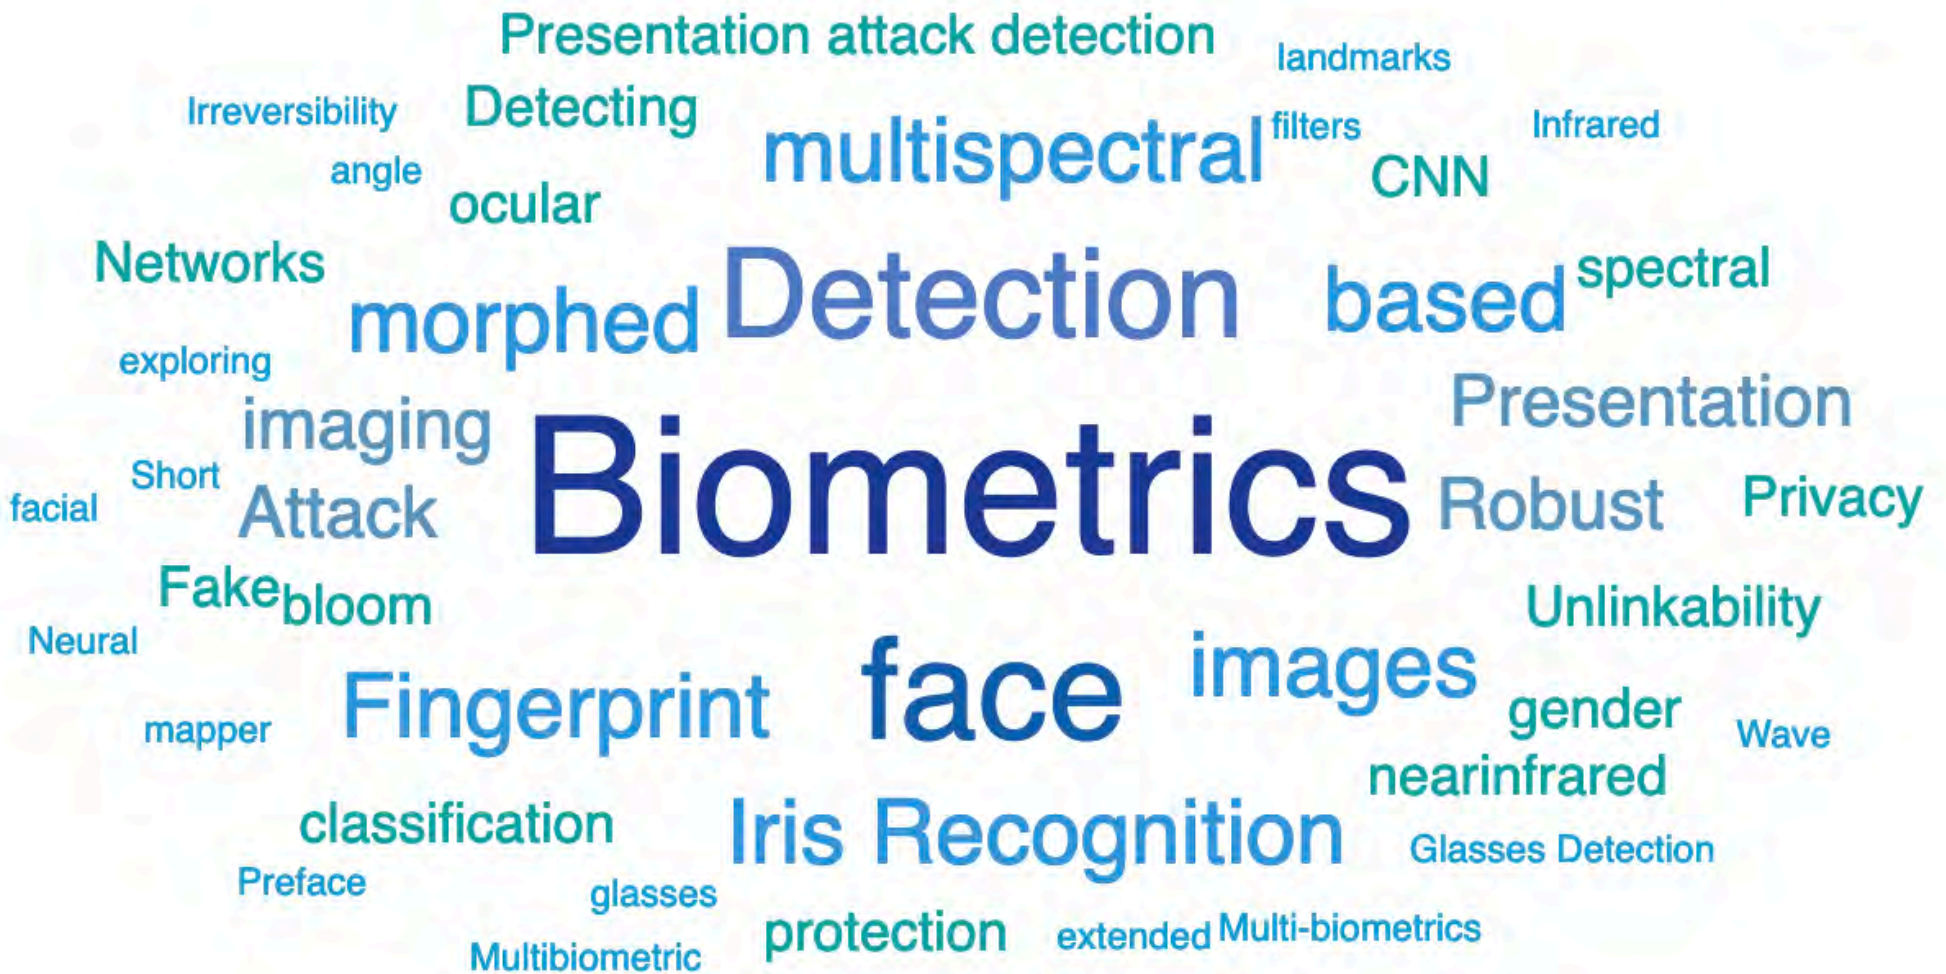 Presentation attack detection
landmarks
Irreversibility
Detecting
multispectral
filters
Infrared
angle
ocular
CNN
Networks
morphed
Detection
based
spectral
exploring
imaging
Biometrics
Presentation
facial
Short
Attack
Robust
Privacy
Fake
bloom
Unlinkability
Neural
mapper
Fingerprint
face
images
gender
Wave
nearinfrared
classification
Iris Recognition
Glasses Detection
Preface
glasses
protection
extended
Multi-biometrics
Multibiometric